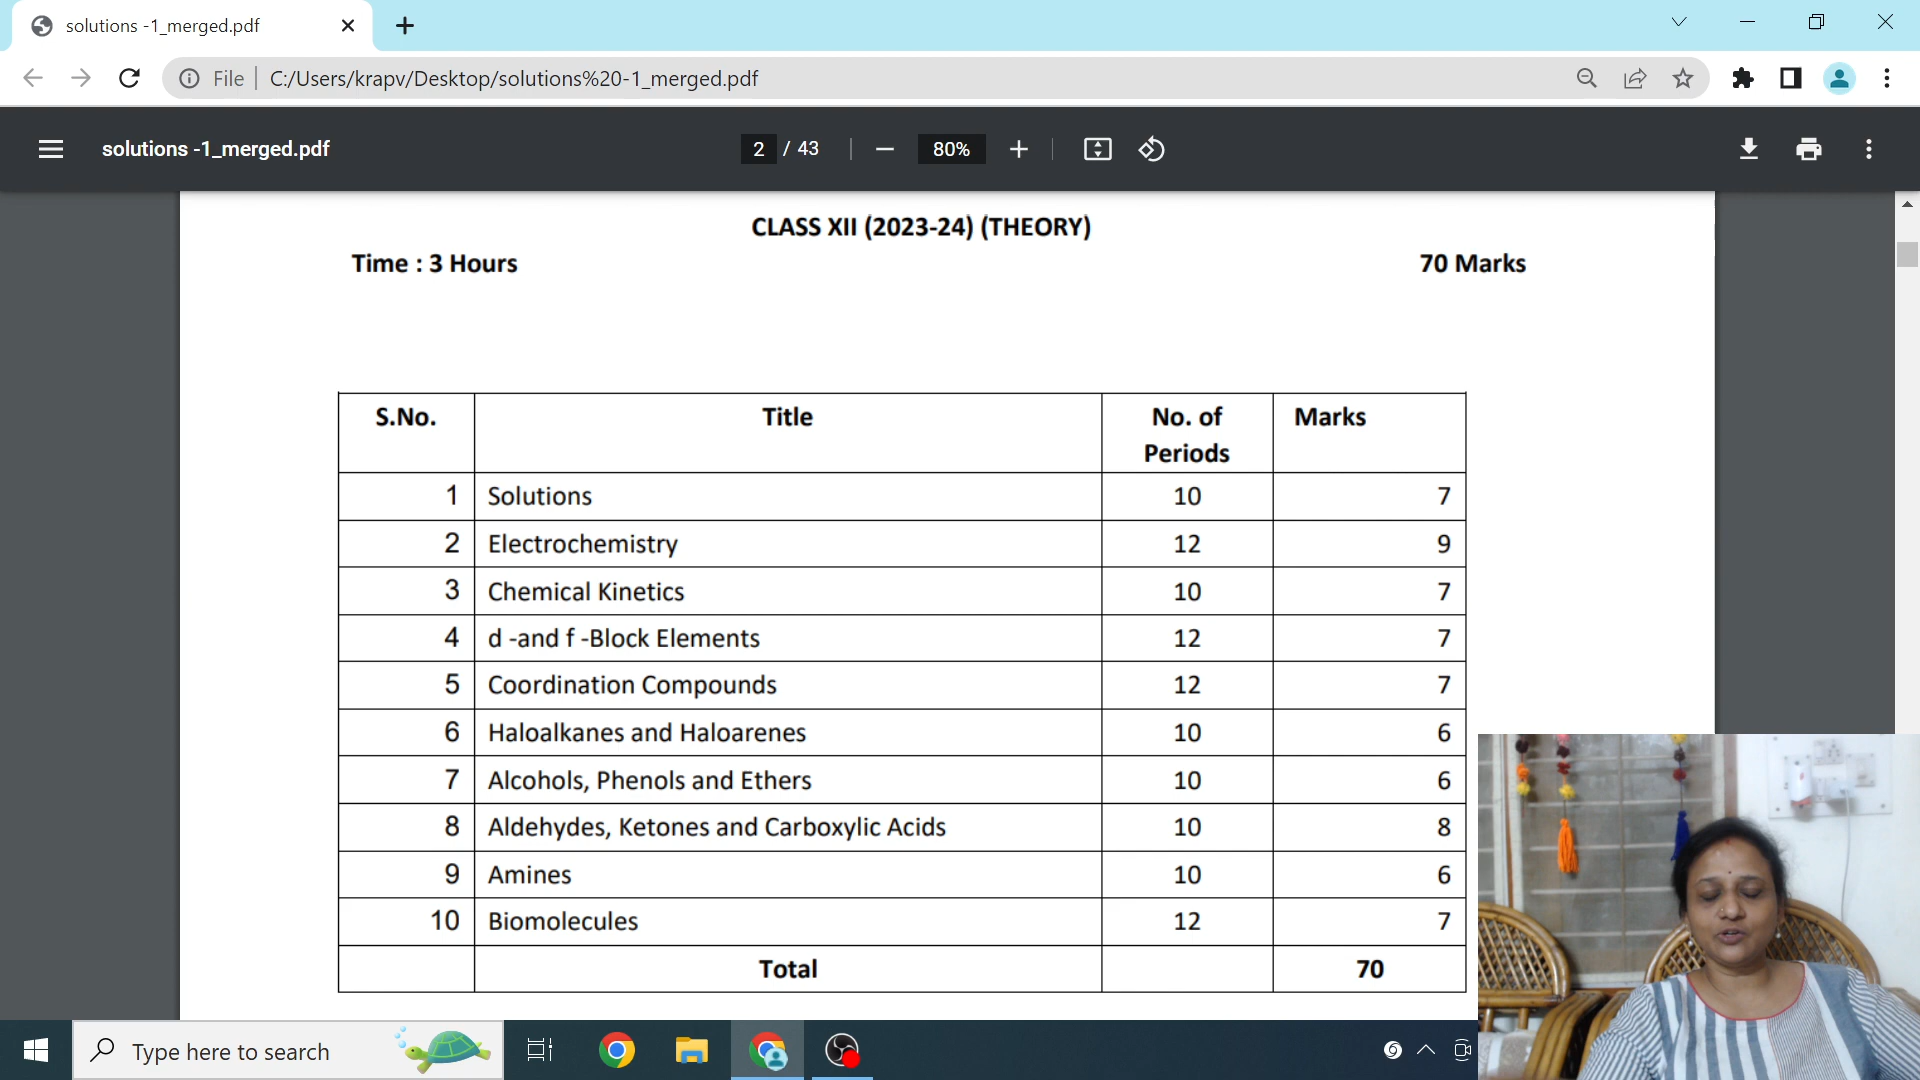 solutions -1_merged.pdf
File
C:/Users/krapv/Desktop/solutions%20-1_merged.pdf
solutions -1_merged.pdf
2 / 43
80%
CLASS XII (2023-24) (THEORY)
Time : 3 Hours 70 Marks
S.No. Title No. of Periods Marks
1 Solutions 10 7
2 Electrochemistry 12 9
3 Chemical Kinetics 10 7
4 d -and f -Block Elements 12 7
5 Coordination Compounds 12 7
6 Haloalkanes and Haloarenes 10 6
7 Alcohols, Phenols and Ethers 10 6
8 Aldehydes, Ketones and Carboxylic Acids 10 8
9 Amines 10 6
10 Biomolecules 12 7
Total 70
Type here to search